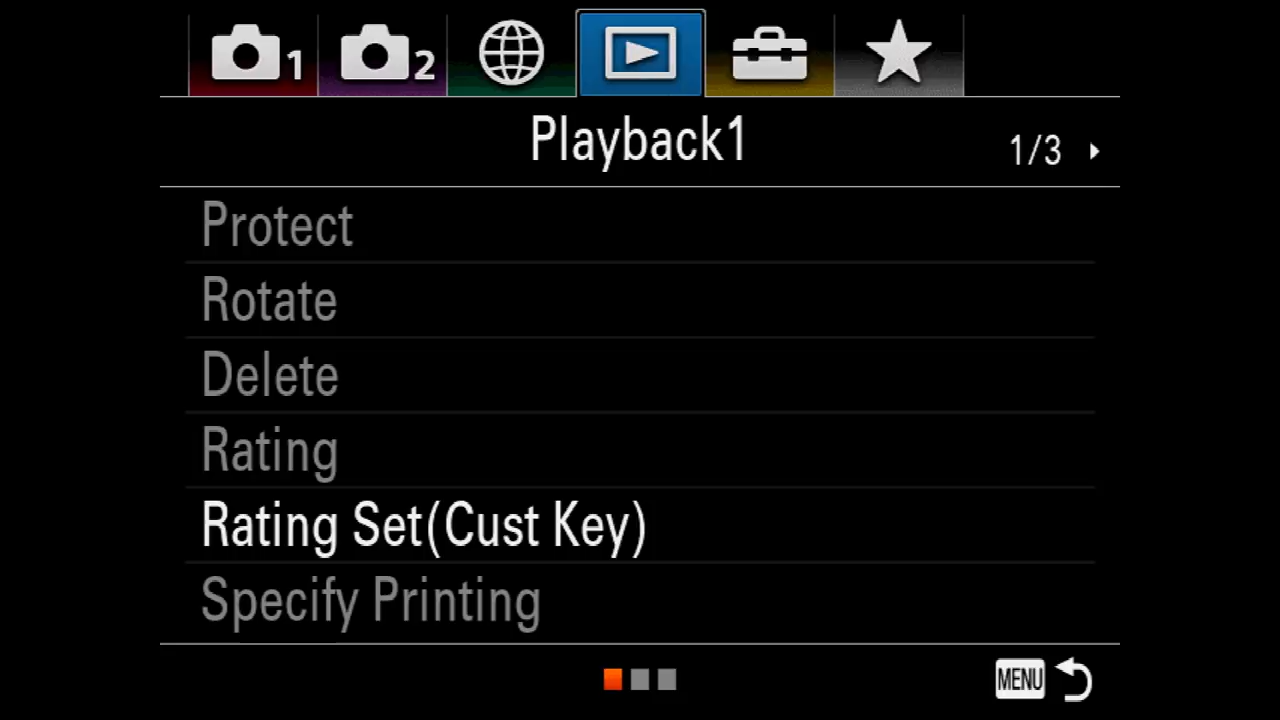 1
2
Playback1
1/3
Protect
Rotate
Delete
Rating
Rating Set(Cust Key)
Specify Printing
MENU